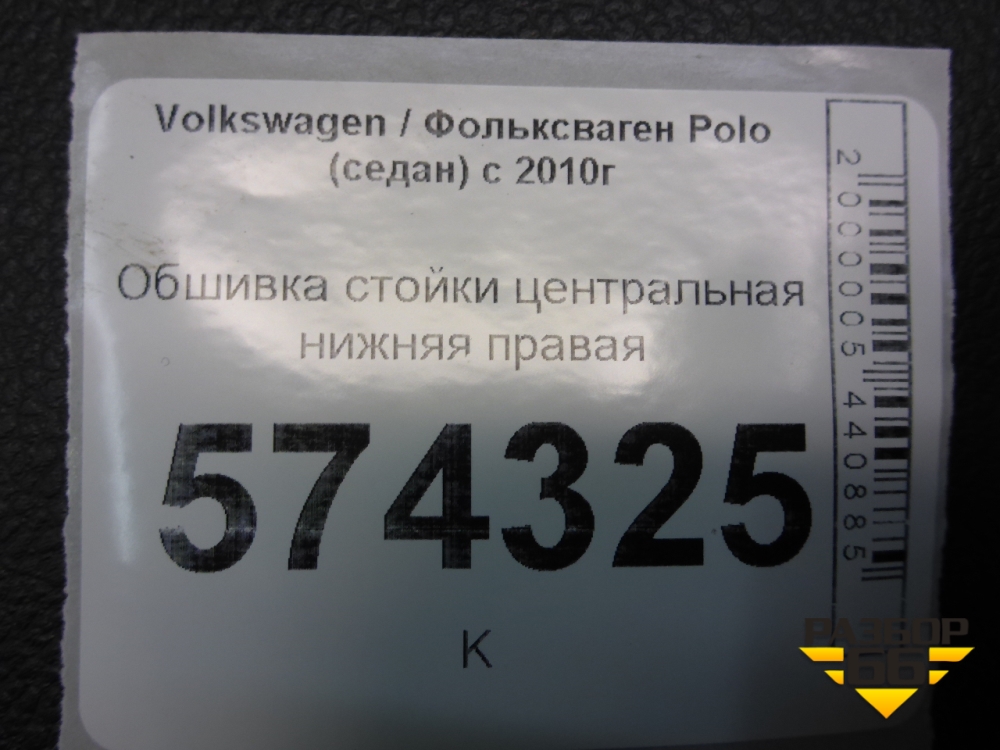 Volkswagen / Фольксваген Polo
(седан) с 2010г
Обшивка стойки центральная
нижняя правая
574325
К
2000005440885
РАЗБОР
66